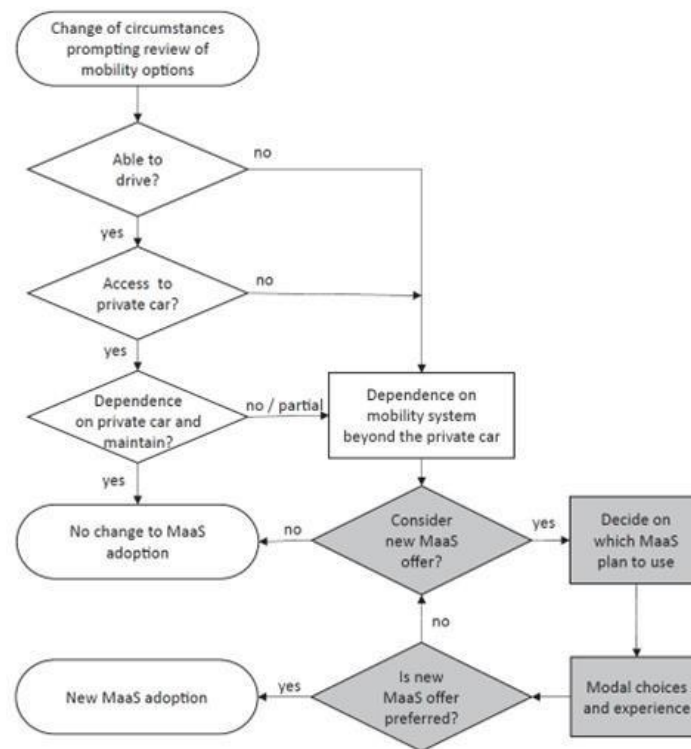 Change of circumstances
prompting review of
mobility options
Able to
drive?
no
yes
Access to
private car?
no
yes
Dependence
on private car and
maintain?
no / partial
Dependence on
mobility system
beyond the private car
yes
No change to MaaS
adoption
no
Consider
new MaaS
offer?
yes
Decide on
which MaaS
plan to use
no
New MaaS adoption
yes
Is new
MaaS offer
preferred?
Modal choices
and experience